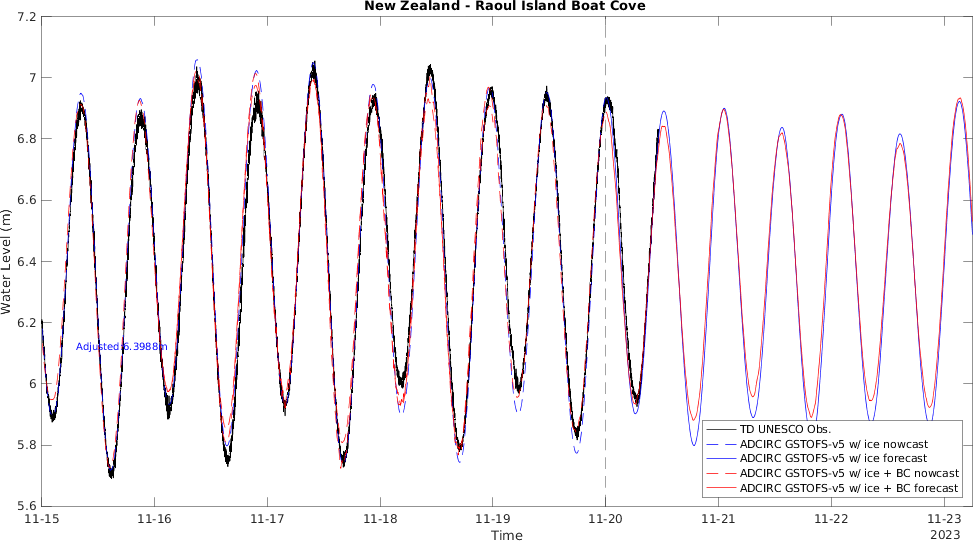 New Zealand - Raoul Island Boat Cove
7.2
7
6.8
6.6
6.4
6.2
6
5.8
5.6
Water Level (m)
Adjusted:6.3988m
TD UNESCO Obs.
ADCIRC GSTOFS-v5 w/ ice nowcast
ADCIRC GSTOFS-v5 w/ ice forecast
ADCIRC GSTOFS-v5 w/ ice + BC nowcast
ADCIRC GSTOFS-v5 w/ ice + BC forecast
11-15 11-16 11-17 11-18 11-19 11-20 11-21 11-22 11-23
Time
2023